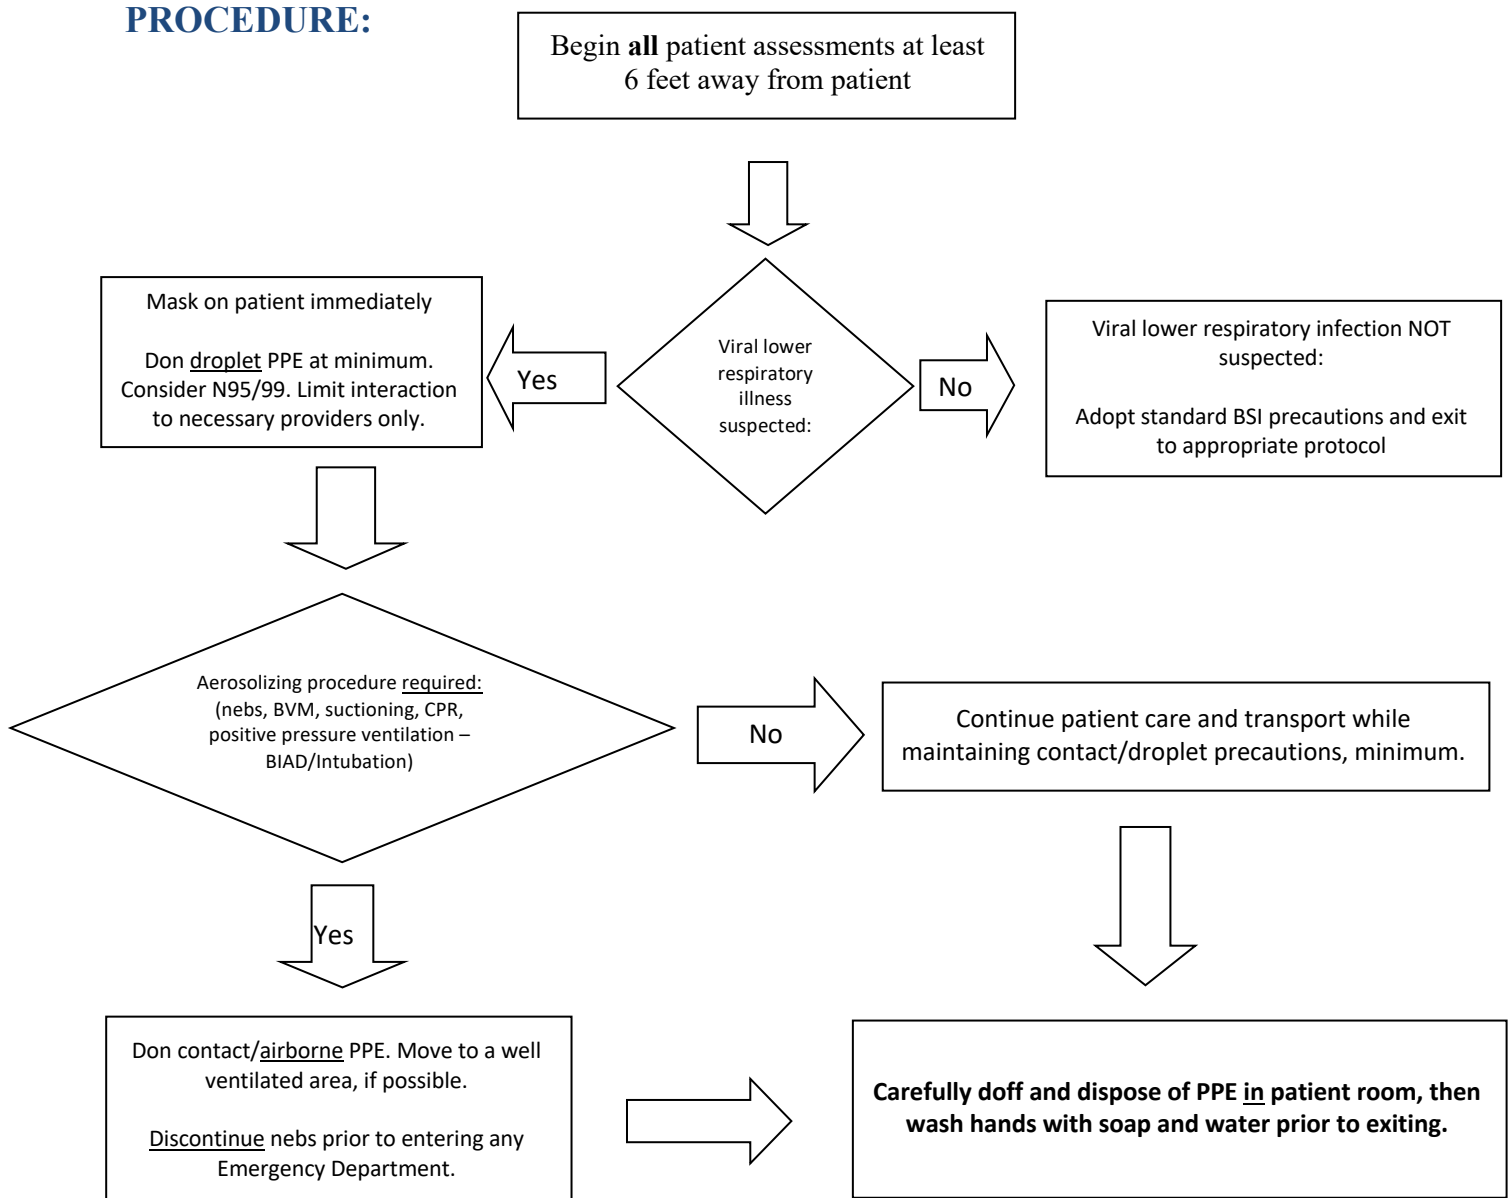 PROCEDURE:
Begin all patient assessments at least
6 feet away from patient
Mask on patient immediately
Don droplet PPE at minimum.
Consider N95/99. Limit interaction
to necessary providers only.
Yes
Viral lower
respiratory
illness
suspected:
No
Viral lower respiratory infection NOT
suspected:
Adopt standard BSI precautions and exit
to appropriate protocol
Aerosolizing procedure required:
(nebs, BVM, suctioning, CPR,
positive pressure ventilation –
BIAD/Intubation)
No
Continue patient care and transport while
maintaining contact/droplet precautions, minimum.
Yes
Don contact/airborne PPE. Move to a well
ventilated area, if possible.
Discontinue nebs prior to entering any
Emergency Department.
Carefully doff and dispose of PPE in patient room, then
wash hands with soap and water prior to exiting.